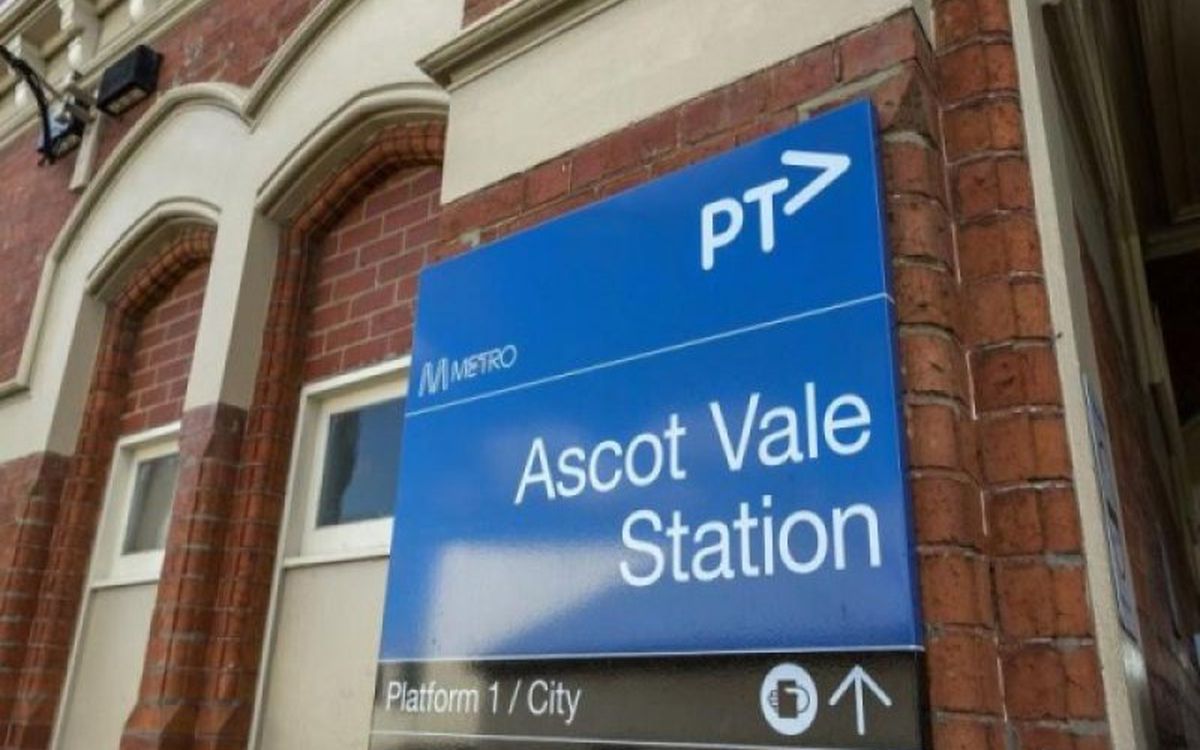 PT>
METRO
Ascot Vale
Station
Platform 1 / City